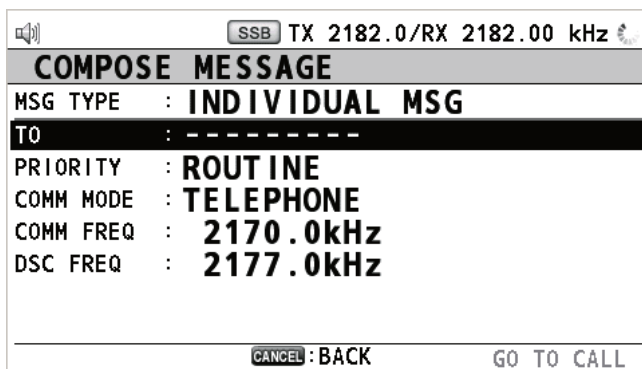 SSB TX 2182.0/RX 2182.00 kHz
COMPOSE MESSAGE
MSG TYPE : INDIVIDUAL MSG
TO : ---------
PRIORITY : ROUTINE
COMM MODE : TELEPHONE
COMM FREQ : 2170.0kHz
DSC FREQ : 2177.0kHz
CANCEL : BACK GO TO CALL